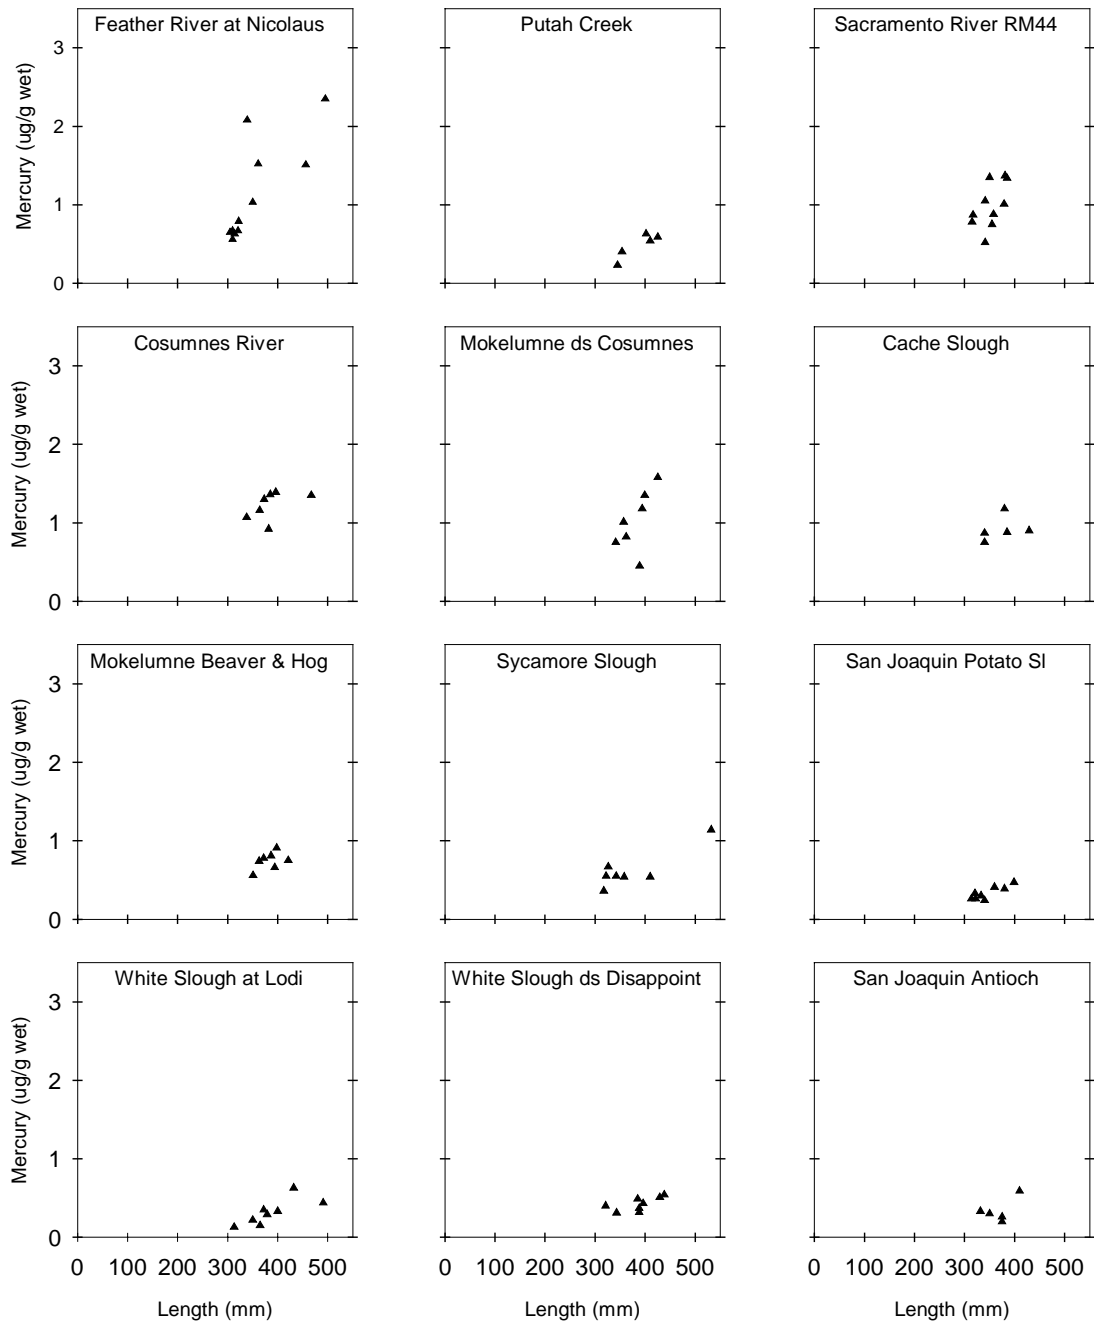 Feather River at Nicolaus
Putah Creek
Sacramento River RM44
Mercury (ug/g wet)
3
2
1
0
Cosumnes River
Mokelumne ds Cosumnes
Cache Slough
Mercury (ug/g wet)
3
2
1
0
Mokelumne Beaver & Hog
Sycamore Slough
San Joaquin Potato Sl
Mercury (ug/g wet)
3
2
1
0
White Slough at Lodi
White Slough ds Disappoint
San Joaquin Antioch
Mercury (ug/g wet)
3
2
1
0
0 100 200 300 400 500
0 100 200 300 400 500
0 100 200 300 400 500
Length (mm)
Length (mm)
Length (mm)